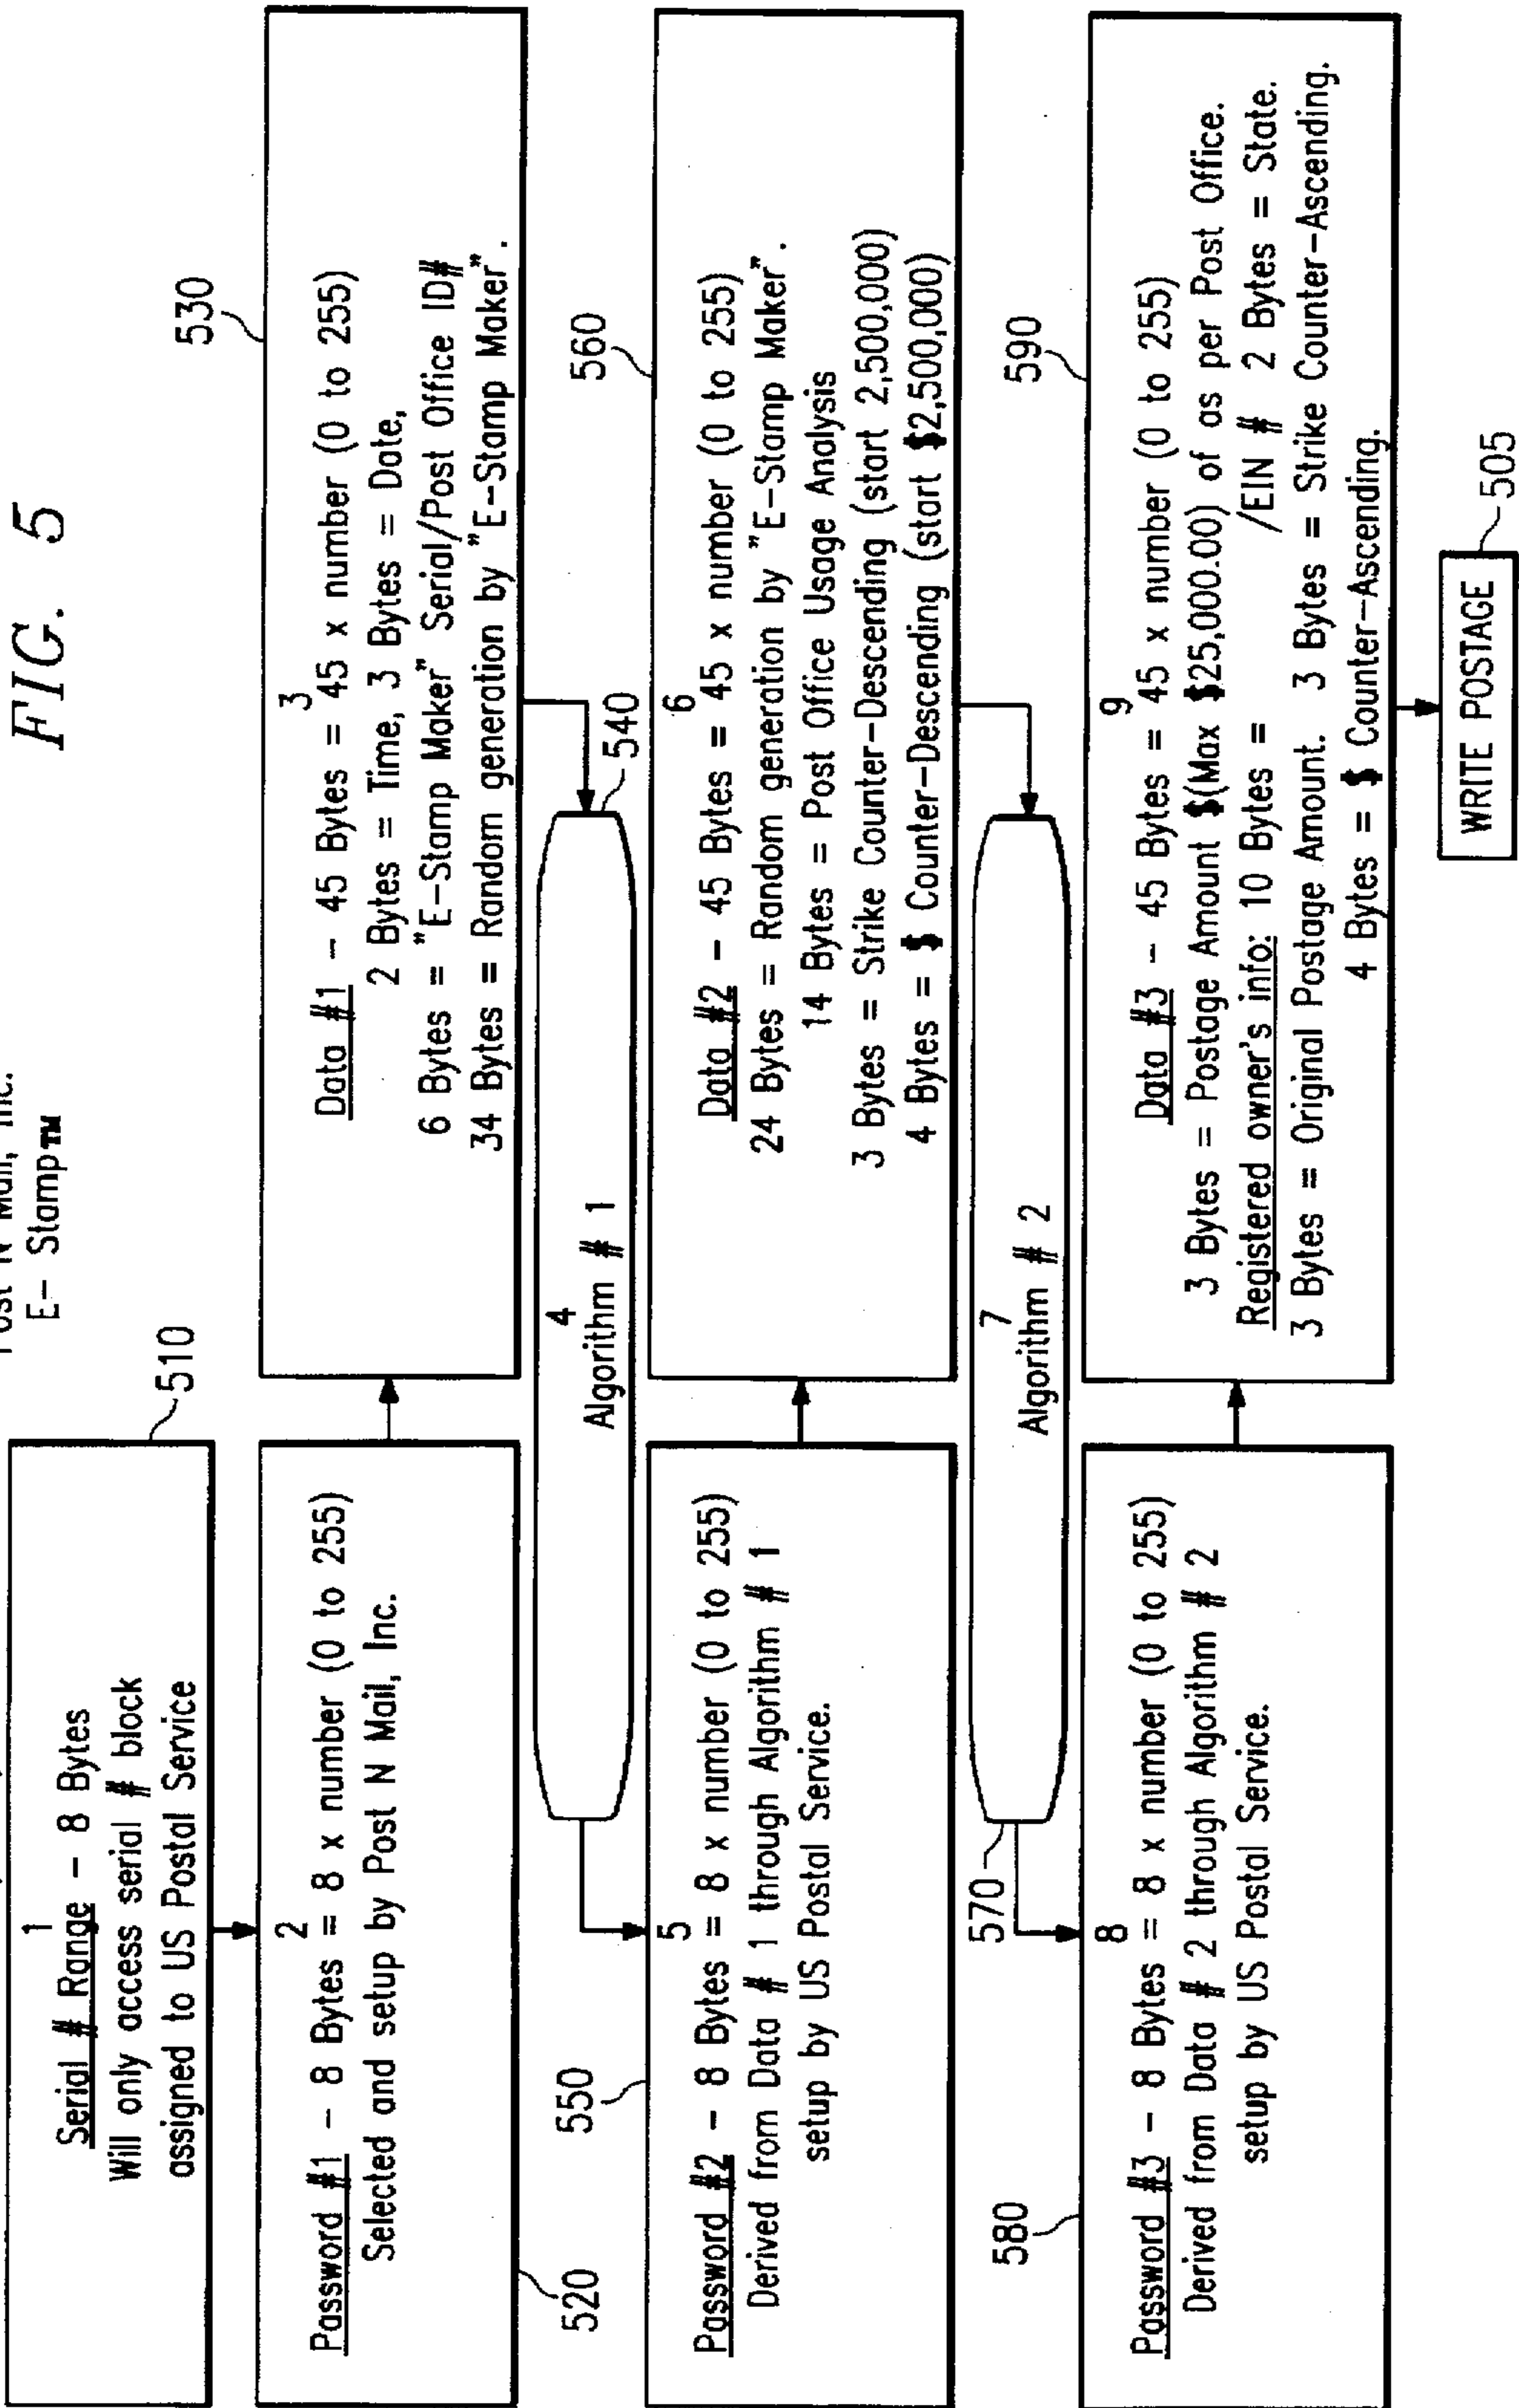 FIG. 5
E- Stamp™
510
1
Serial # Range - 8 Bytes
Will only access serial # block
assigned to US Postal Service
2
Password #1 - 8 Bytes = 8 x number (0 to 255)
Selected and setup by Post N Mail, Inc.
520
530
3
Data #1 - 45 Bytes = 45 x number (0 to 255)
2 Bytes = Time, 3 Bytes = Date,
6 Bytes = "E-Stamp Maker" Serial/Post Office ID#
34 Bytes = Random generation by "E-Stamp Maker".
4
Algorithm # 1
540
550
5
Password #2 - 8 Bytes = 8 x number (0 to 255)
Derived from Data # 1 through Algorithm # 1
setup by US Postal Service.
560
6
Data #2 - 45 Bytes = 45 x number (0 to 255)
24 Bytes = Random generation by "E-Stamp Maker".
14 Bytes = Post Office Usage Analysis
3 Bytes = Strike Counter-Descending (start 2,500,000)
4 Bytes = $ Counter-Descending (start $2,500,000)
7
Algorithm # 2
570
580
8
Password #3 - 8 Bytes = 8 x number (0 to 255)
Derived from Data # 2 through Algorithm # 2
setup by US Postal Service.
590
9
Data #3 - 45 Bytes = 45 x number (0 to 255)
3 Bytes = Postage Amount $(Max $25,000.00) of as per Post Office.
Registered owner's info: 10 Bytes = /EIN # 2 Bytes = State.
3 Bytes = Original Postage Amount. 3 Bytes = Strike Counter-Ascending.
4 Bytes = $ Counter-Ascending.
WRITE POSTAGE
505